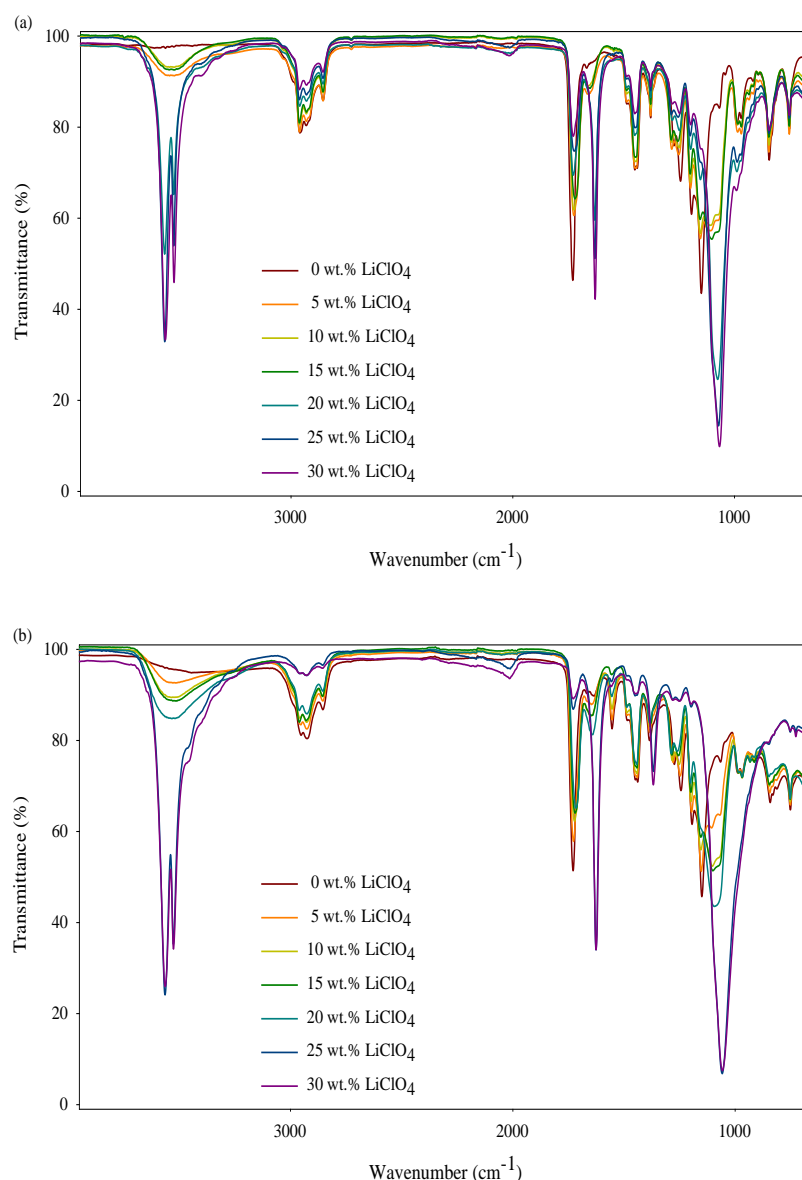 (a)
100
80
60
40
20
0
Transmittance (%)
0 wt.% LiClO4
5 wt.% LiClO4
10 wt.% LiClO4
15 wt.% LiClO4
20 wt.% LiClO4
25 wt.% LiClO4
30 wt.% LiClO4
3000 2000 1000
Wavenumber (cm-1)
(b)
100
80
60
40
20
0
Transmittance (%)
0 wt.% LiClO4
5 wt.% LiClO4
10 wt.% LiClO4
15 wt.% LiClO4
20 wt.% LiClO4
25 wt.% LiClO4
30 wt.% LiClO4
3000 2000 1000
Wavenumber (cm-1)